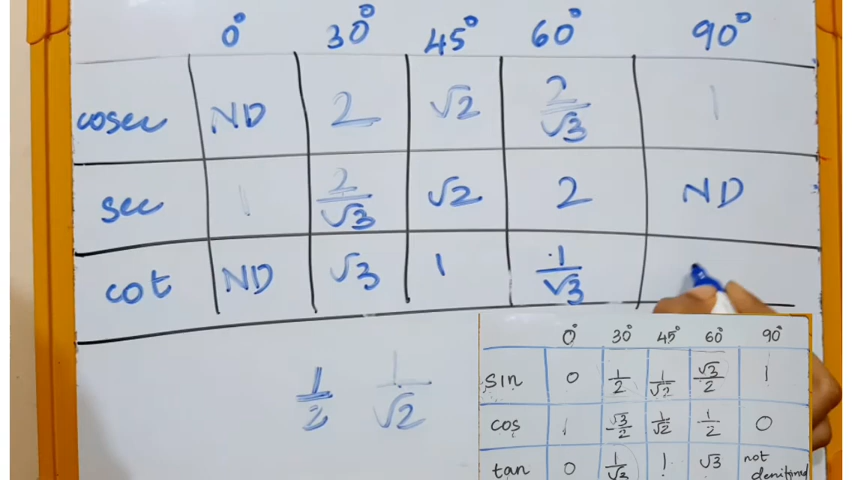 0° 30° 45° 60° 90°
cosec ND 2 √2 2/√3 1
sec 1 2/√3 √2 2 ND
cot ND √3 1 1/√3
1/2 1/√2
0° 30° 45° 60° 90°
sin 0 1/2 1/√2 √3/2 1
cos 1 √3/2 1/√2 1/2 0
tan 0 1/√3 1 √3 not